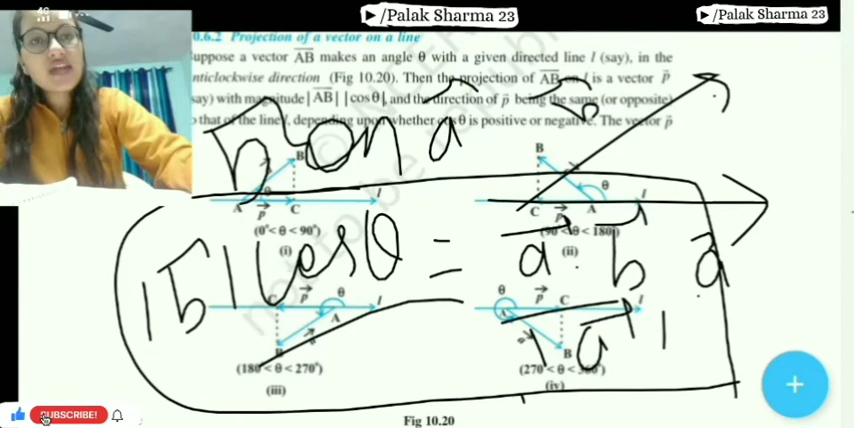 4G
/Palak Sharma 23
/Palak Sharma 23
0.6.2 Projection of a vector on a line
uppose a vector AB makes an angle θ with a given directed line l (say), in the
nticlockwise direction (Fig 10.20). Then the projection of AB on l is a vector p
say) with magnitude |AB| |cosθ|, and the direction of p being the same (or opposite)
that of the line l, depending upon whether cos θ is positive or negative. The vector p
b on a
b
B
θ
A
p
C
l
(0°< θ < 90°)
(i)
B
θ
C
p
A
l
(90°<θ < 180°)
(ii)
|b| Cosθ = a . b
|a|
a
C
p
θ
A
l
B
(180°< θ < 270°)
(iii)
θ
p
C
l
A
B
(270°< θ < 360°)
(iv)
SUBSCRIBE!
Fig 10.20